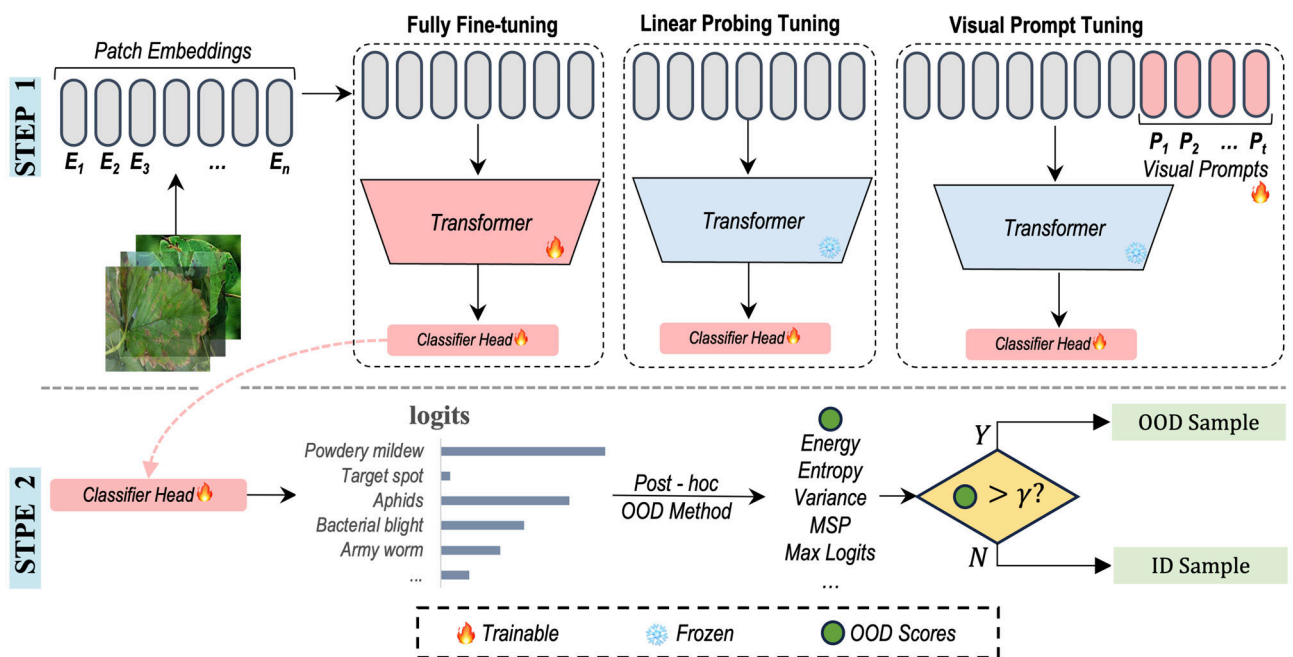 Fully Fine-tuning
Linear Probing Tuning
Visual Prompt Tuning
STEP 1
Patch Embeddings
E1 E2 E3 ... En
P1 P2 ... Pt
Visual Prompts
Transformer
Transformer
Transformer
Classifier Head
Classifier Head
Classifier Head
STPE 2
Classifier Head
logits
Powdery mildew
Target spot
Aphids
Bacterial blight
Army worm
...
Post - hoc
OOD Method
Energy
Entropy
Variance
MSP
Max Logits
...
> γ?
Y
N
OOD Sample
ID Sample
Trainable
Frozen
OOD Scores